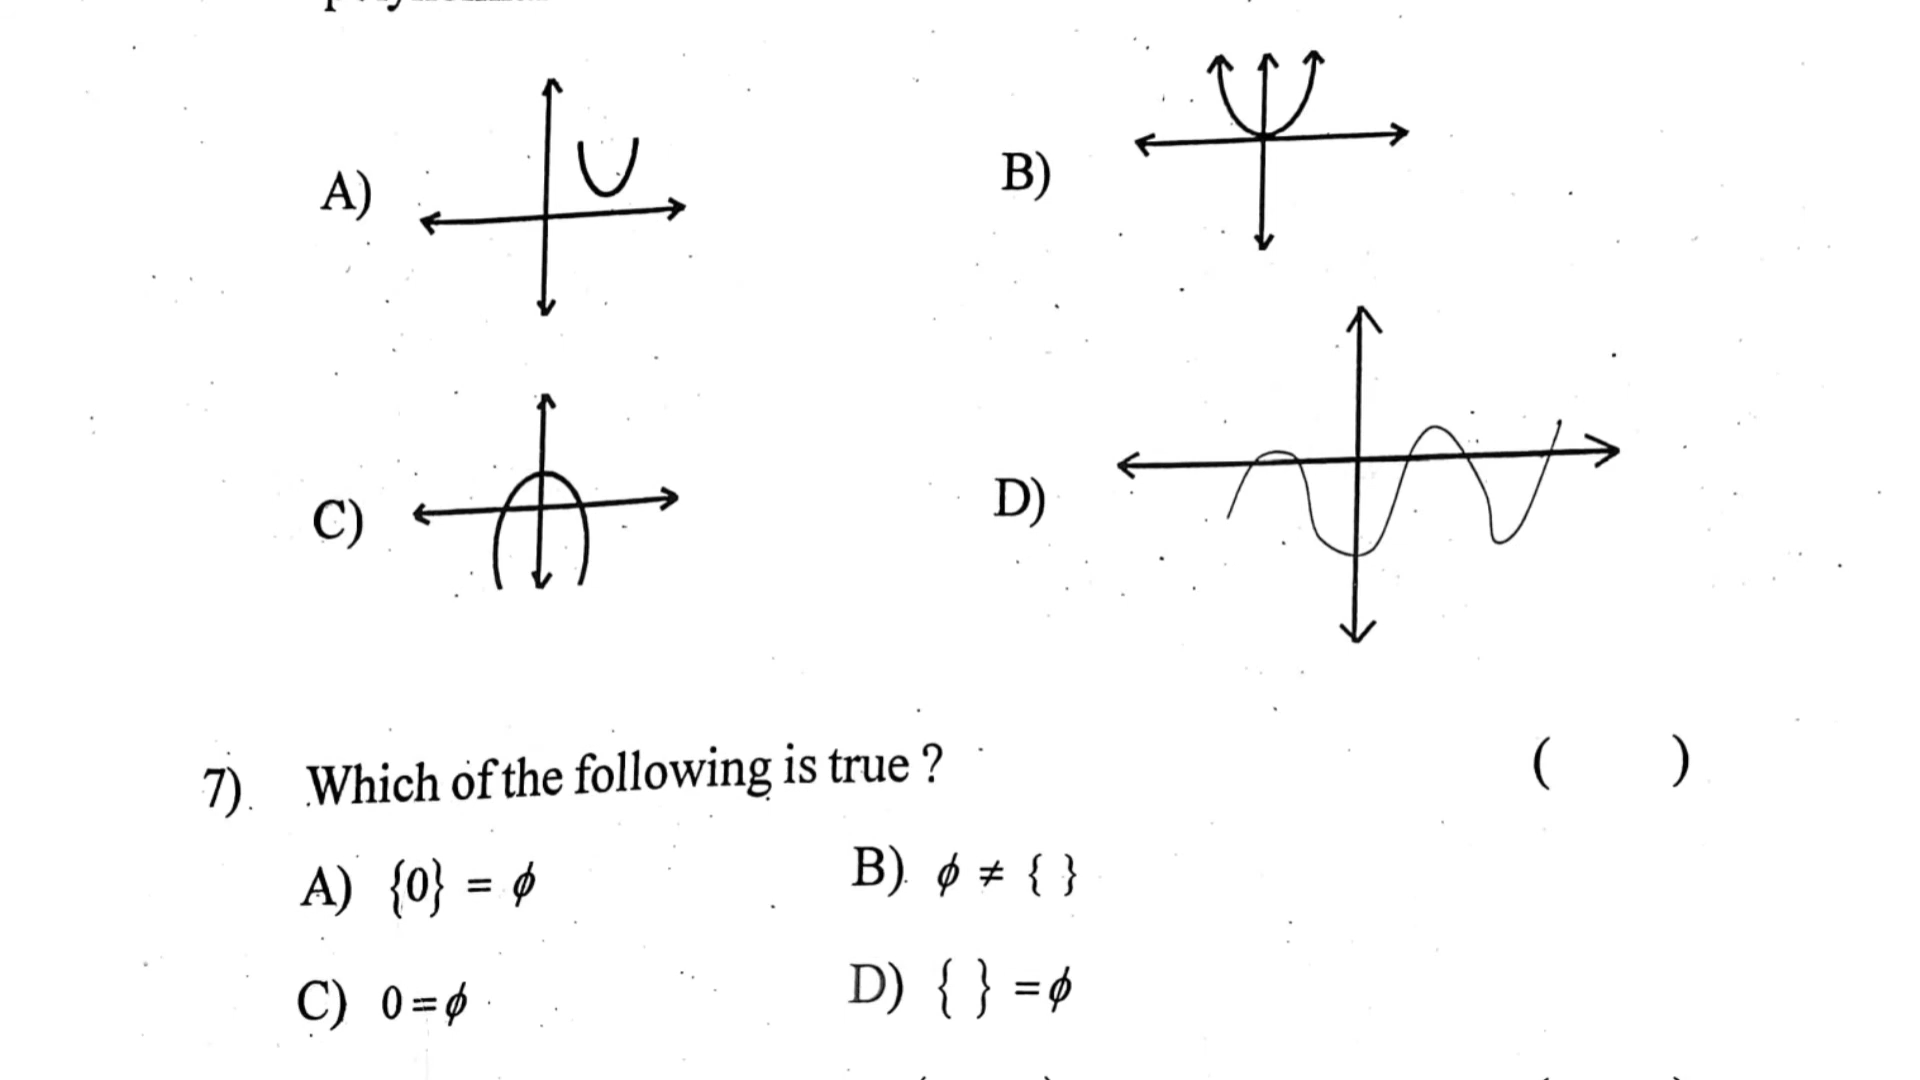 A)
B)
C)
D)
7). Which of the following is true ? ( )
A) {0} = ϕ
B) ϕ ≠ { }
C) 0 = ϕ
D) { } = ϕ